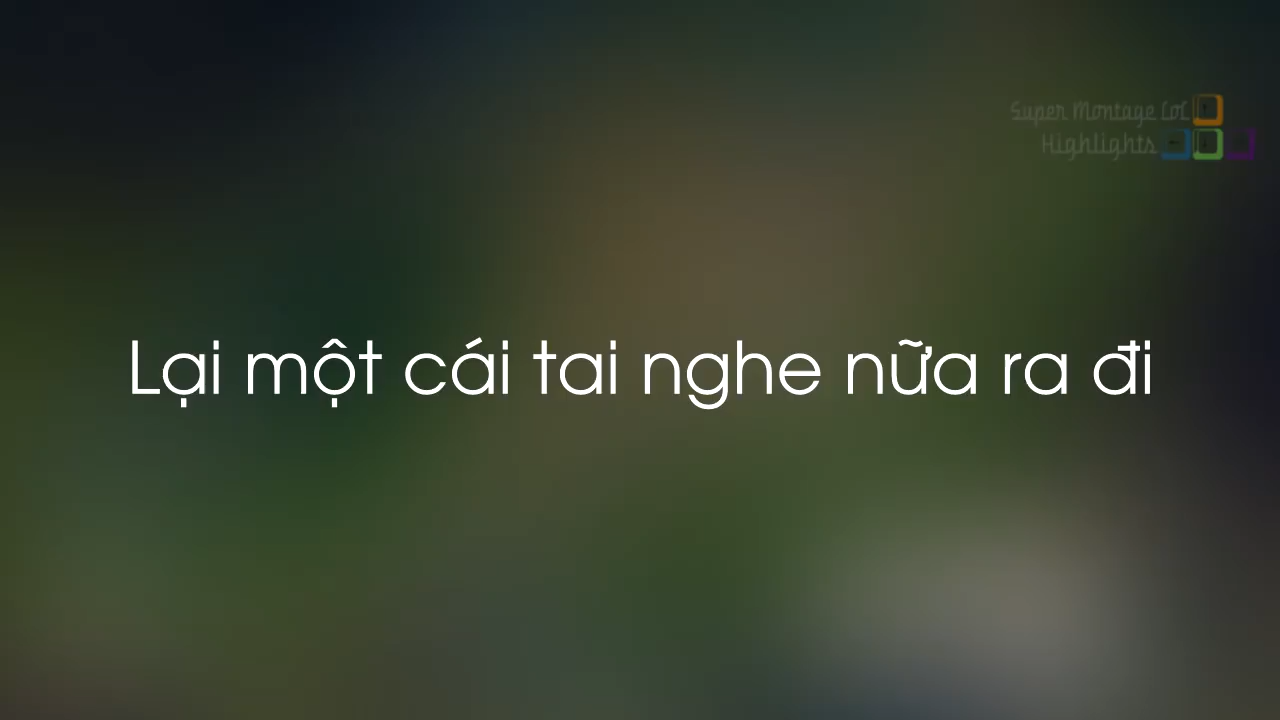 Super Montage LoL
Highlights
Lại một cái tai nghe nữa ra đi